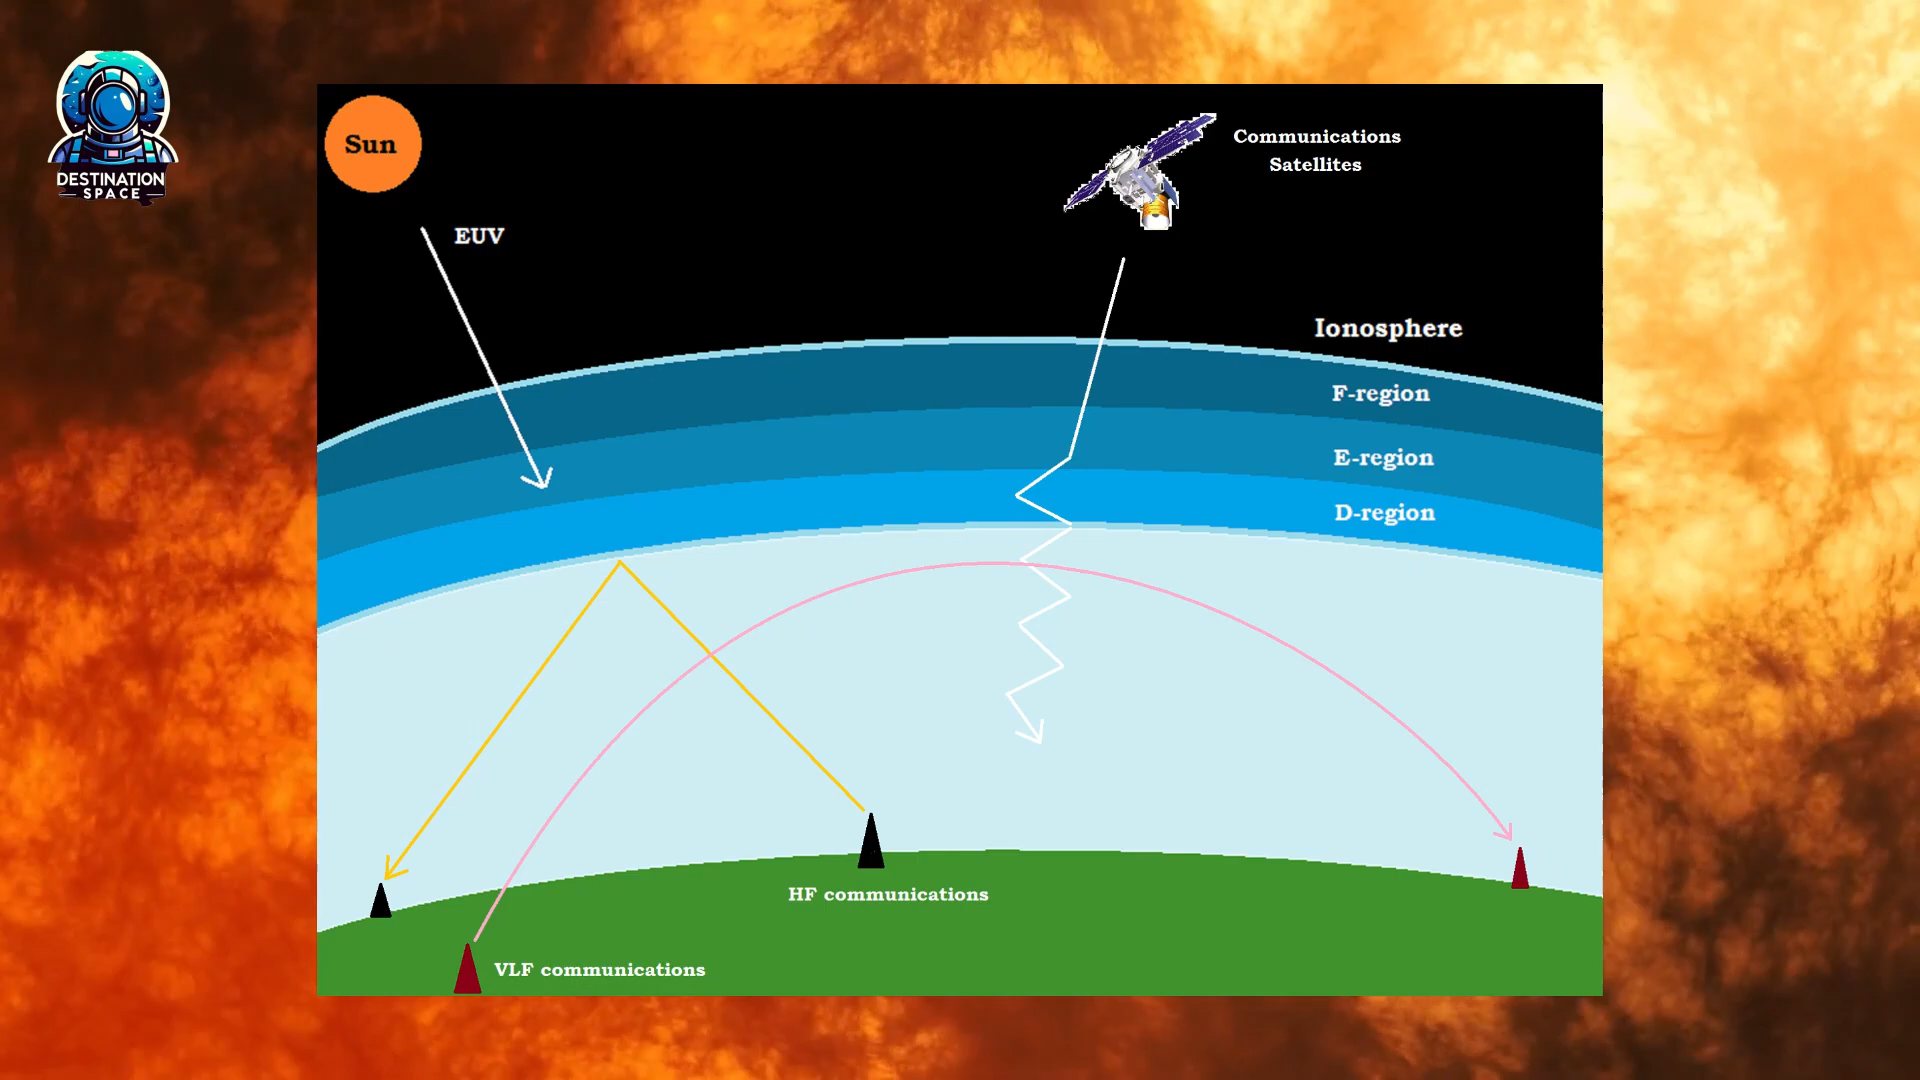 DESTINATION
SPACE
Sun
EUV
Communications
Satellites
Ionosphere
F-region
E-region
D-region
HF communications
VLF communications